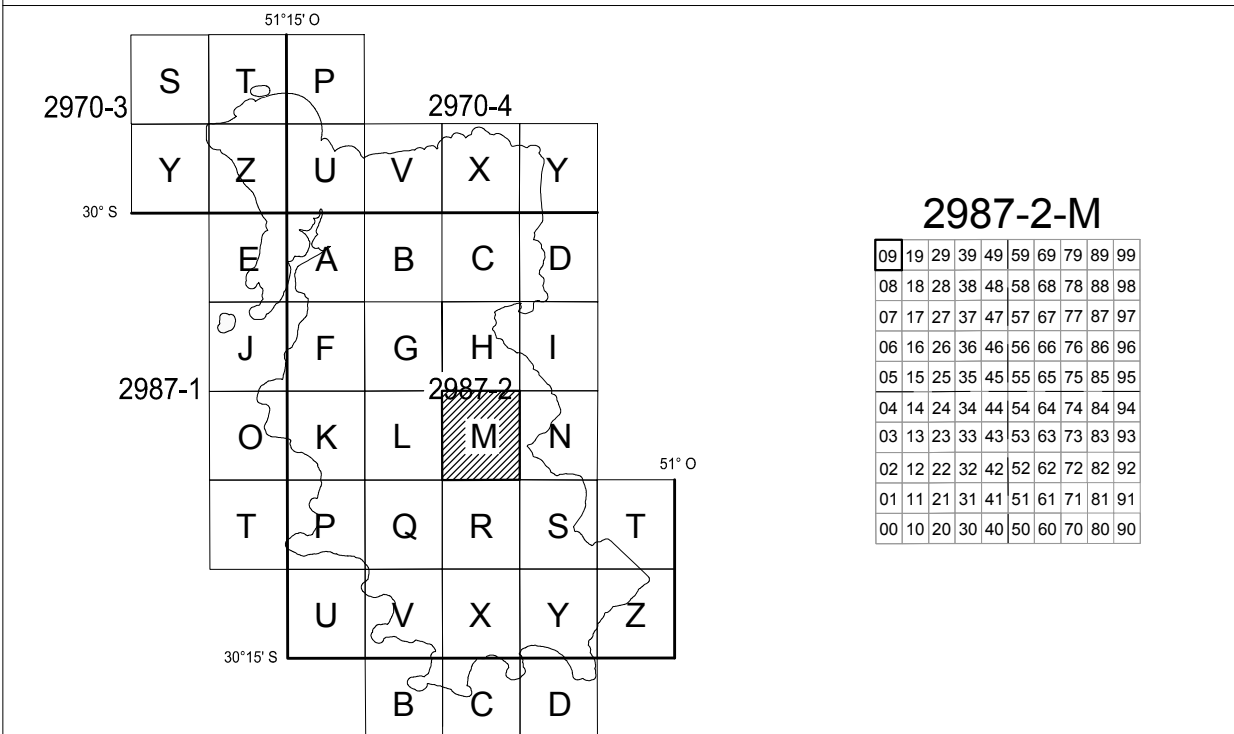 51°15' O
S T P
2970-3 2970-4
Y Z U V X Y
30° S
E A B C D
J F G H I
2987-1 2987-2
O K L M N
51° O
T P Q R S T
U V X Y Z
30°15' S
B C D
2987-2-M
09 19 29 39 49 59 69 79 89 99
08 18 28 38 48 58 68 78 88 98
07 17 27 37 47 57 67 77 87 97
06 16 26 36 46 56 66 76 86 96
05 15 25 35 45 55 65 75 85 95
04 14 24 34 44 54 64 74 84 94
03 13 23 33 43 53 63 73 83 93
02 12 22 32 42 52 62 72 82 92
01 11 21 31 41 51 61 71 81 91
00 10 20 30 40 50 60 70 80 90